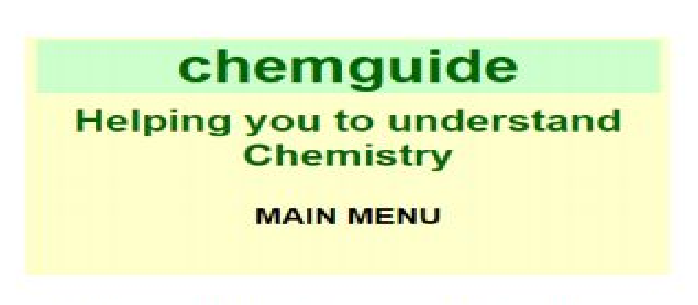 chemguide
Helping you to understand
Chemistry
MAIN MENU